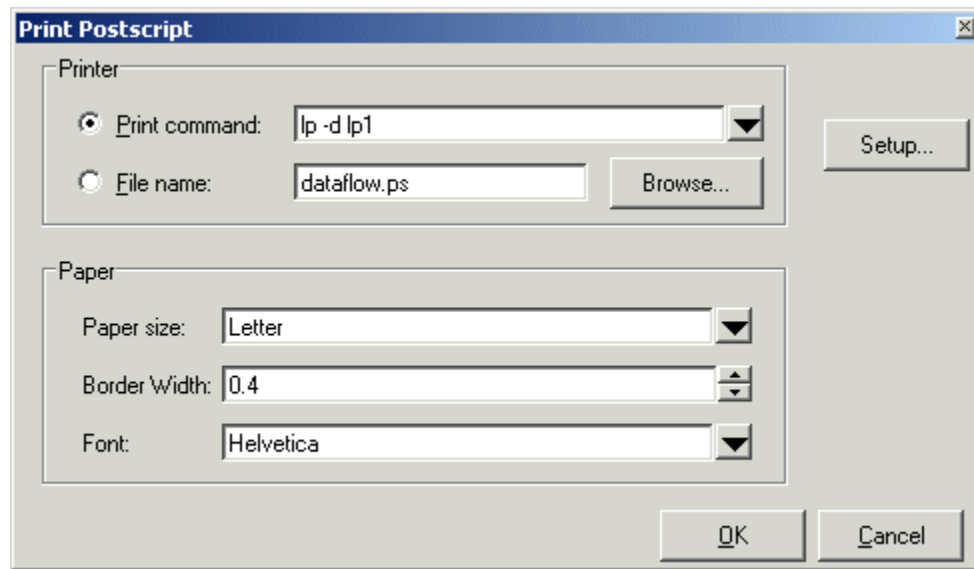 Print Postscript
Printer
Print command: lp -d lp1
Setup...
File name: dataflow.ps Browse...
Paper
Paper size: Letter
Border Width: 0.4
Font: Helvetica
OK Cancel